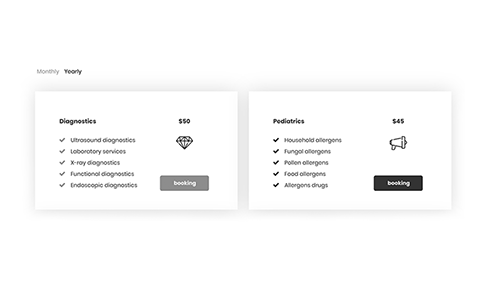 Monthly Yearly
Diagnostics $50
Ultrasound diagnostics
Laboratory services
X-ray diagnostics
Functional diagnostics
Endoscopic diagnostics
booking
Pediatrics $45
Household allergens
Fungal allergens
Pollen allergens
Food allergens
Allergens drugs
booking